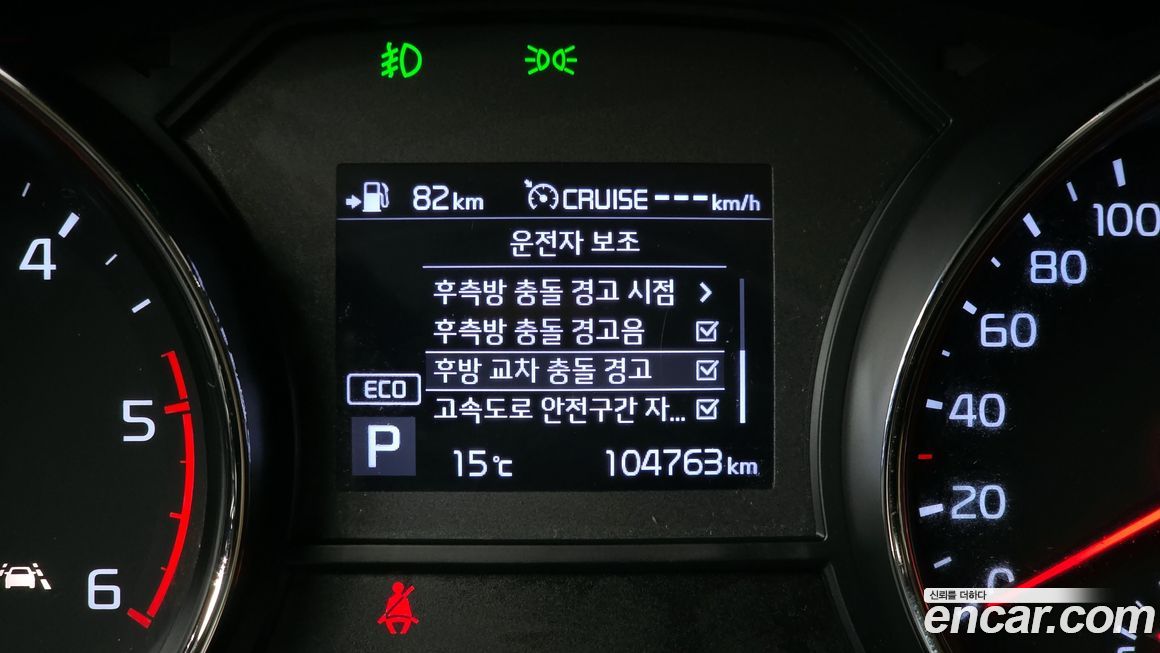 82km CRUISE ---km/h
운전자 보조
후측방 충돌 경고 시점
후측방 충돌 경고음
후방 교차 충돌 경고
고속도로 안전구간 자...
ECO
P
15℃ 104763km
4
5
6
100
80
60
40
20
0
신뢰를 더하다
encar.com